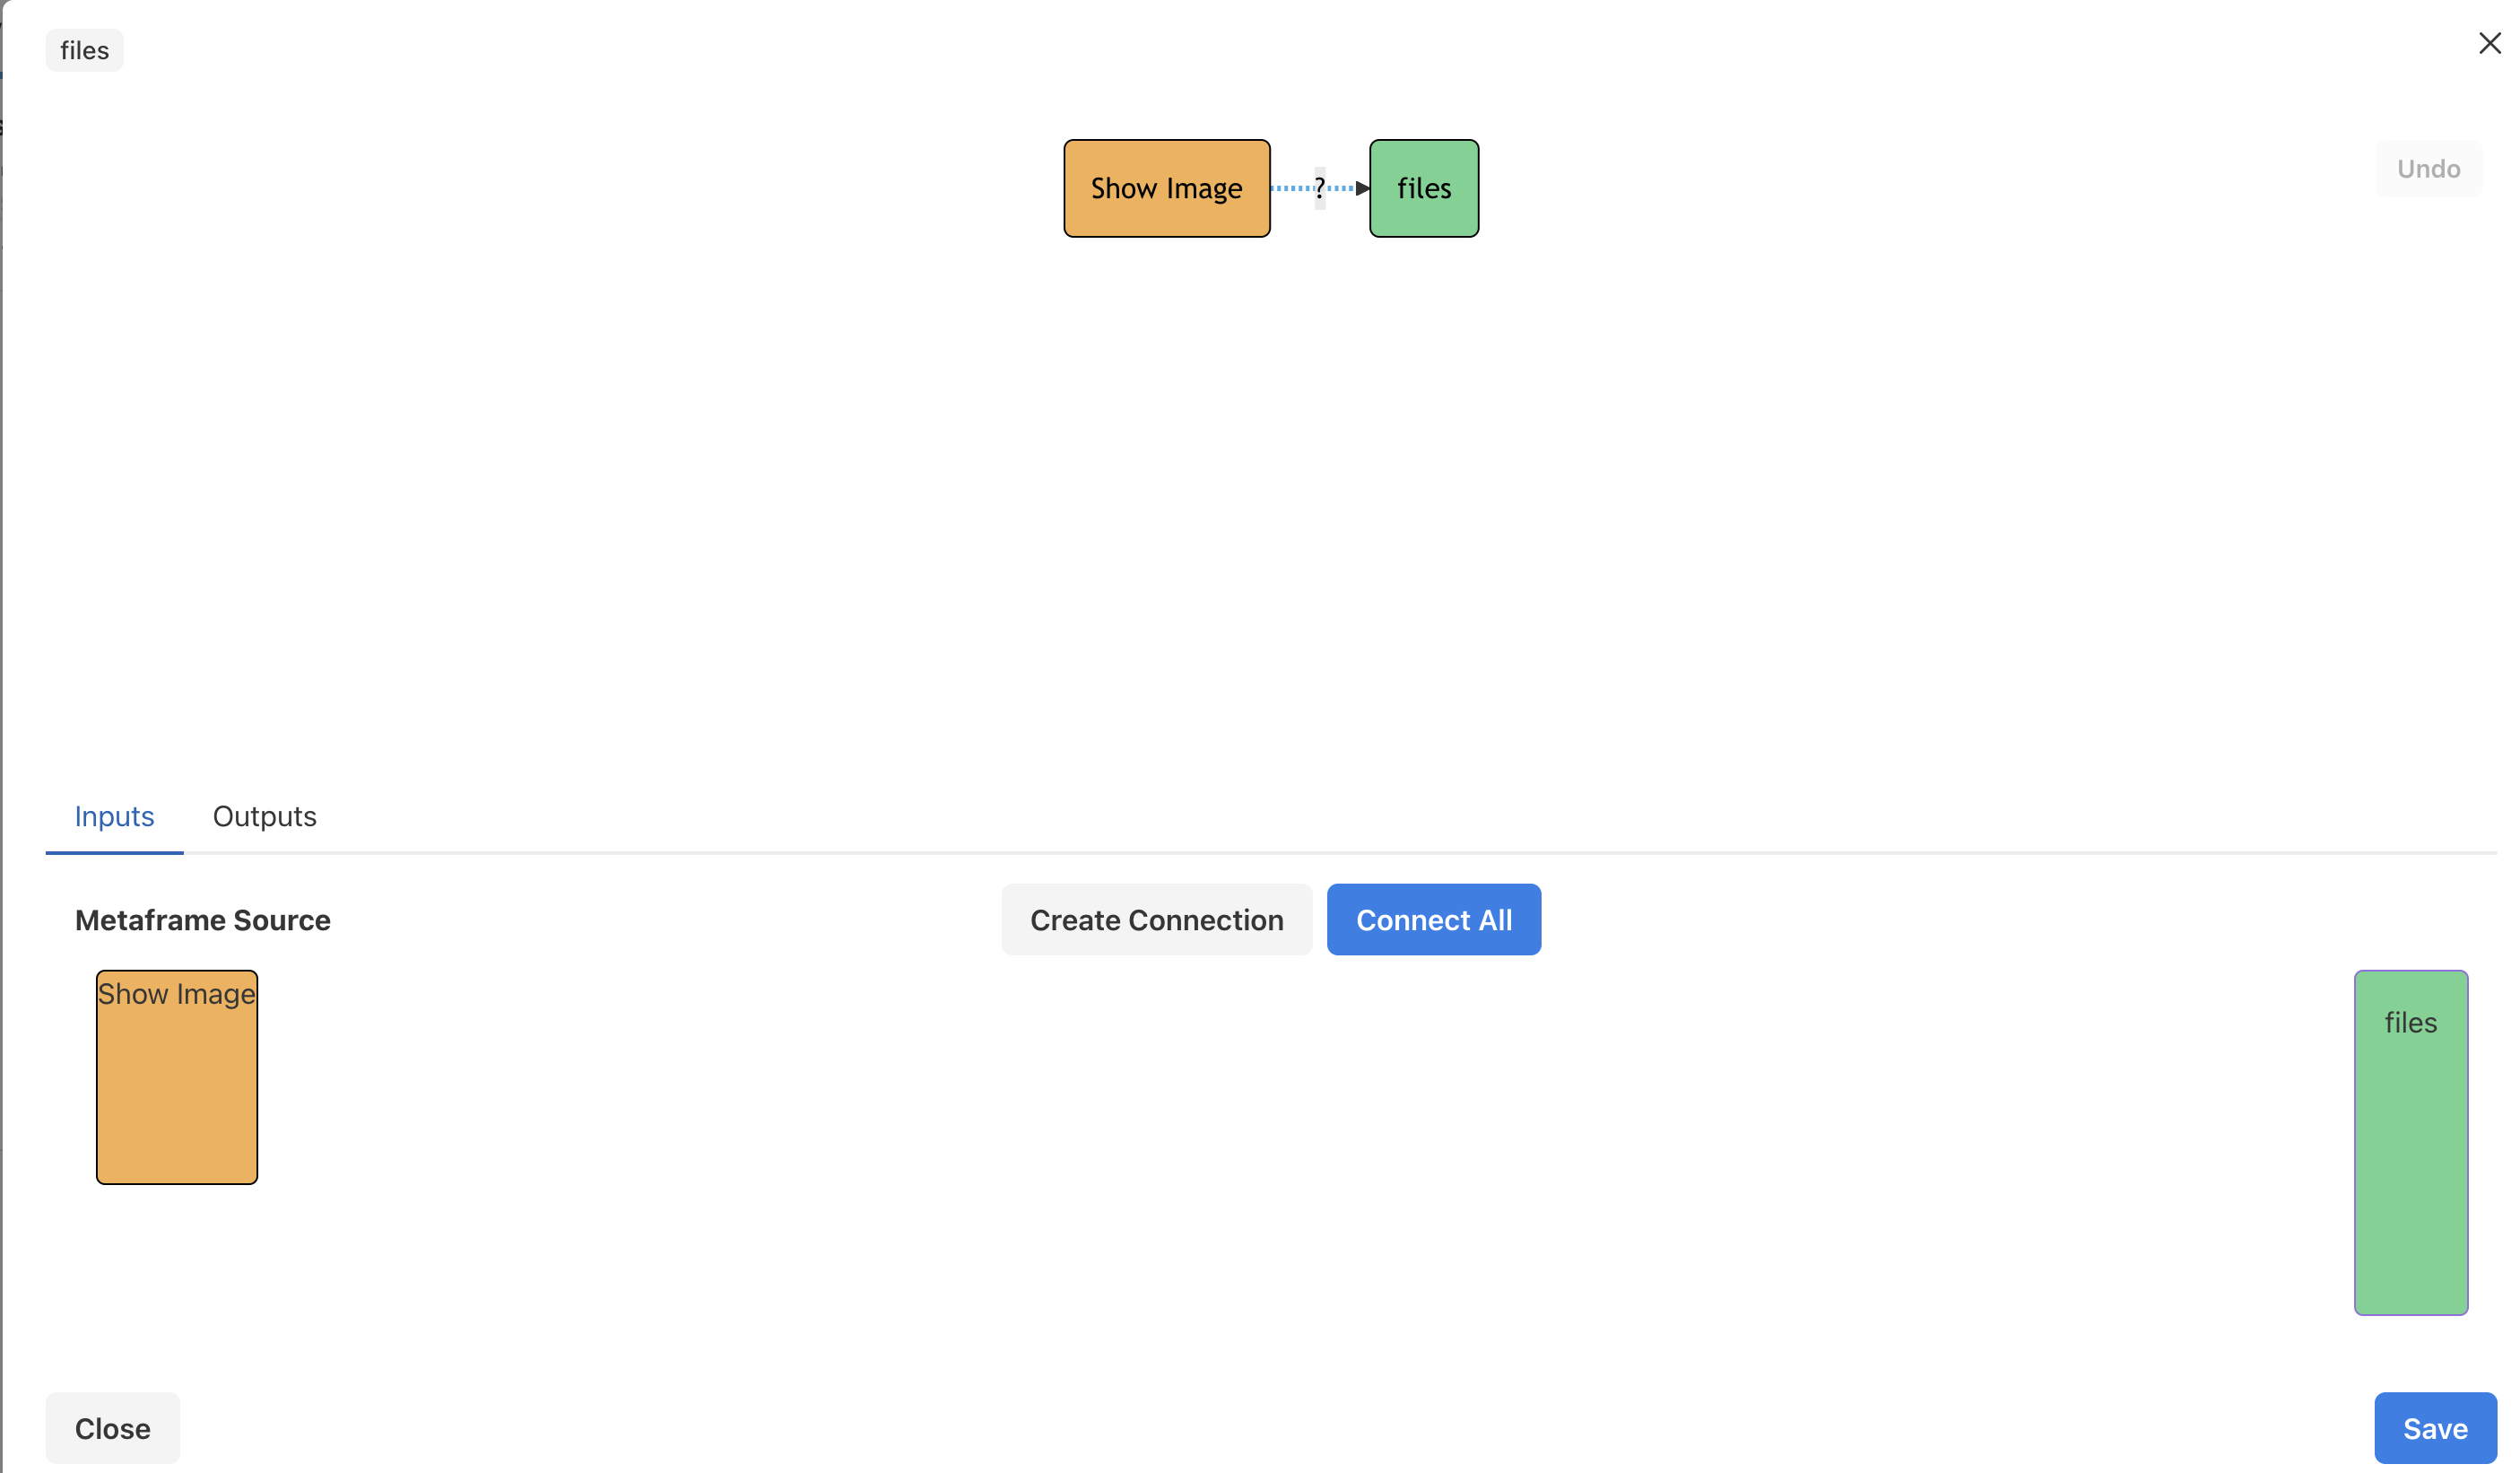 files
Show Image
?
files
Undo
Inputs
Outputs
Metaframe Source
Create Connection
Connect All
Show Image
files
Close
Save